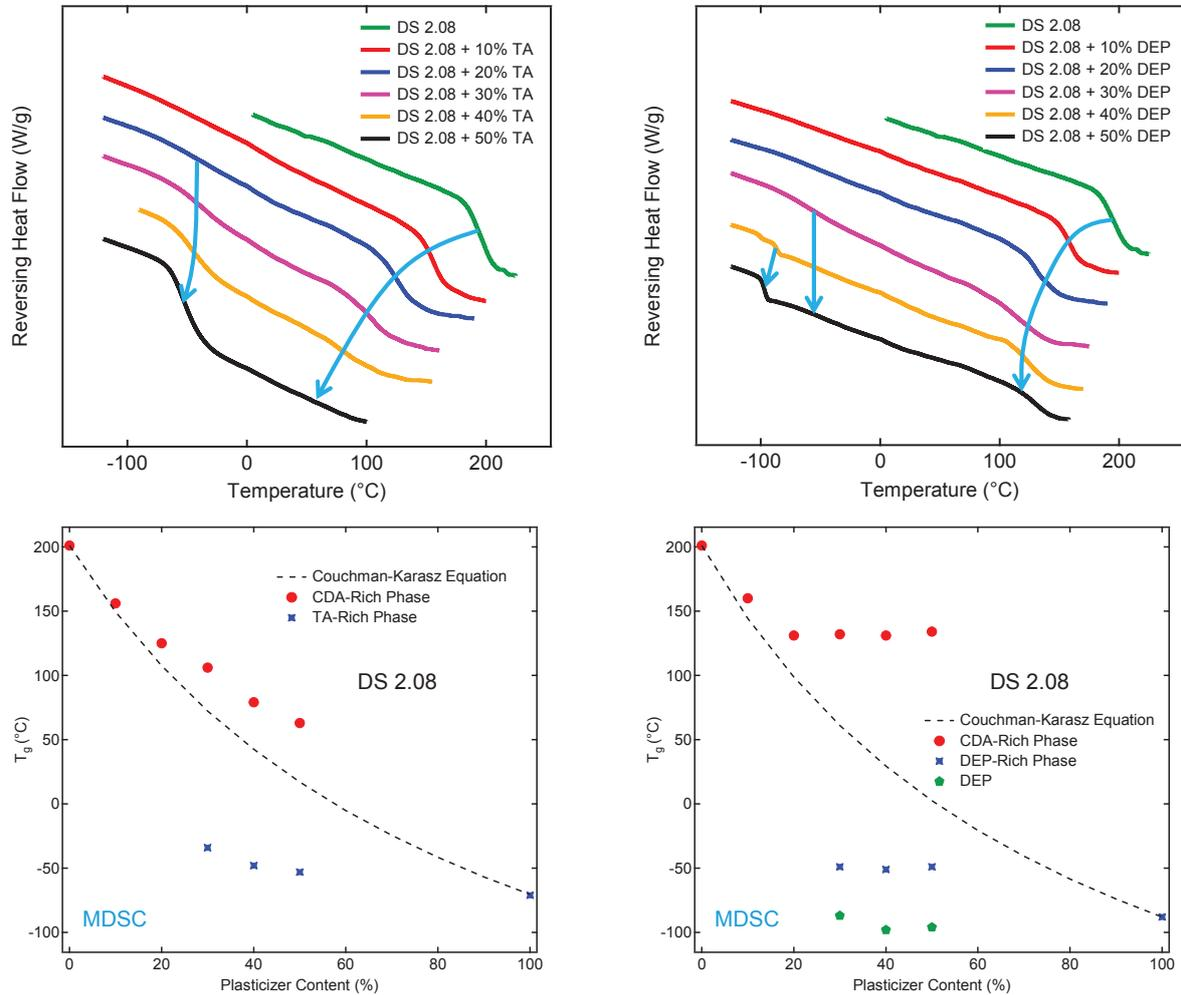 DS 2.08
DS 2.08 + 10% TA
DS 2.08 + 20% TA
DS 2.08 + 30% TA
DS 2.08 + 40% TA
DS 2.08 + 50% TA
Reversing Heat Flow (W/g)
-100 0 100 200
Temperature (°C)
DS 2.08
DS 2.08 + 10% DEP
DS 2.08 + 20% DEP
DS 2.08 + 30% DEP
DS 2.08 + 40% DEP
DS 2.08 + 50% DEP
Reversing Heat Flow (W/g)
-100 0 100 200
Temperature (°C)
200
150
100
50
0
-50
-100
Tg (°C)
Couchman-Karasz Equation
CDA-Rich Phase
TA-Rich Phase
DS 2.08
MDSC
0 20 40 60 80 100
Plasticizer Content (%)
200
150
100
50
0
-50
-100
Tg (°C)
DS 2.08
Couchman-Karasz Equation
CDA-Rich Phase
DEP-Rich Phase
DEP
MDSC
0 20 40 60 80 100
Plasticizer Content (%)